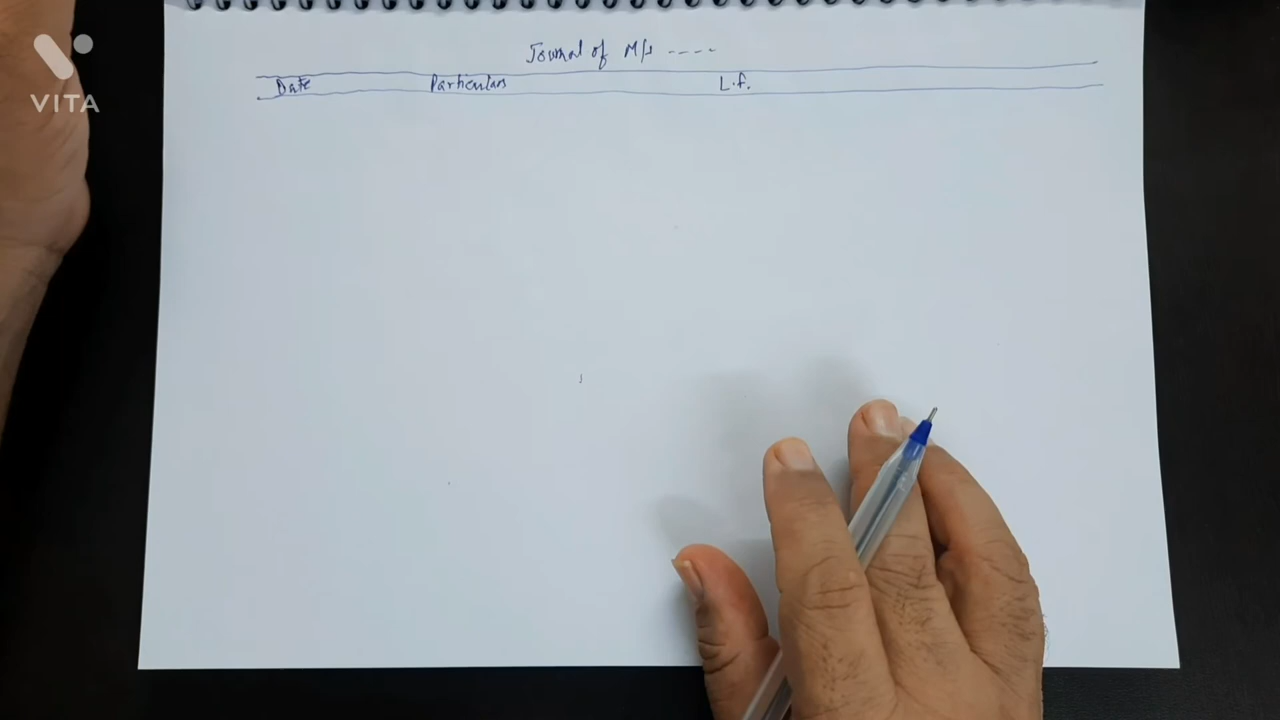 Journal of M/s ----
Date Particulars L.f.
VITA